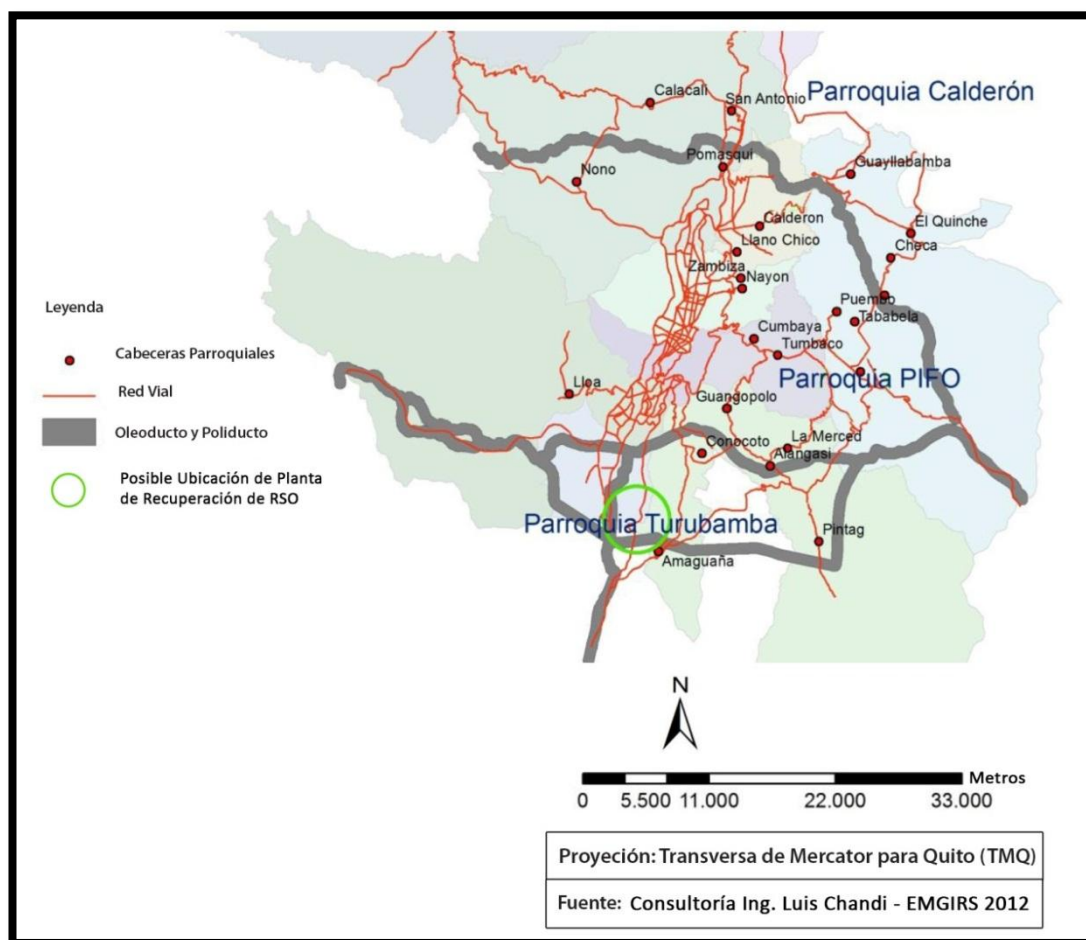 Parroquia Calderón
Calacali
San Antonio
Pomasqui
Guayllabamba
Nono
Calderon
El Quinche
Llano Chico
Checa
Zambiza
Nayon
Puembo
Tababela
Cumbaya
Tumbaco
Parroquia PIFO
Lloa
Guangopolo
Conocoto
La Merced
Alangasi
Parroquia Turubamba
Pintag
Amaguaña
Leyenda
Cabeceras Parroquiales
Red Vial
Oleoducto y Poliducto
Posible Ubicación de Planta
de Recuperación de RSO
N
Metros
0 5.500 11.000 22.000 33.000
Proyeción: Transversa de Mercator para Quito (TMQ)
Fuente: Consultoría Ing. Luis Chandi - EMGIRS 2012